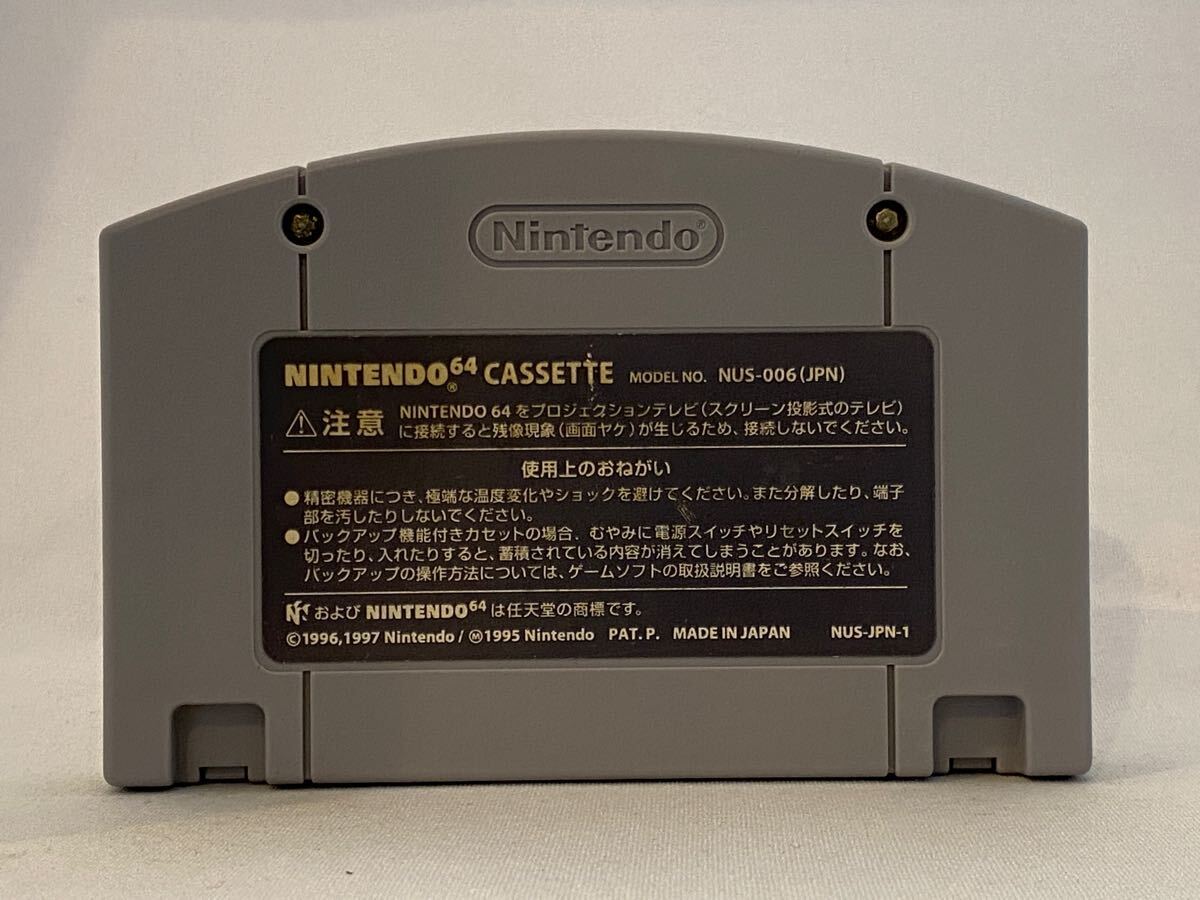 Nintendo®
NINTENDO®64 CASSETTE MODEL NO. NUS-006(JPN)
⚠注意 NINTENDO 64をプロジェクションテレビ(スクリーン投影式のテレビ)
に接続すると残像現象(画面ヤケ)が生じるため、接続しないでください。
使用上のおねがい
●精密機器につき、極端な温度変化やショックを避けてください。また分解したり、端子
部を汚したりしないでください。
●バックアップ機能付きカセットの場合、むやみに電源スイッチやリセットスイッチを
切ったり、入れたりすると、蓄積されている内容が消えてしまうことがあります。なお、
バックアップの操作方法については、ゲームソフトの取扱説明書をご参照ください。
および NINTENDO64 は任天堂の商標です。
©1996,1997 Nintendo/Ⓜ1995 Nintendo PAT. P. MADE IN JAPAN NUS-JPN-1